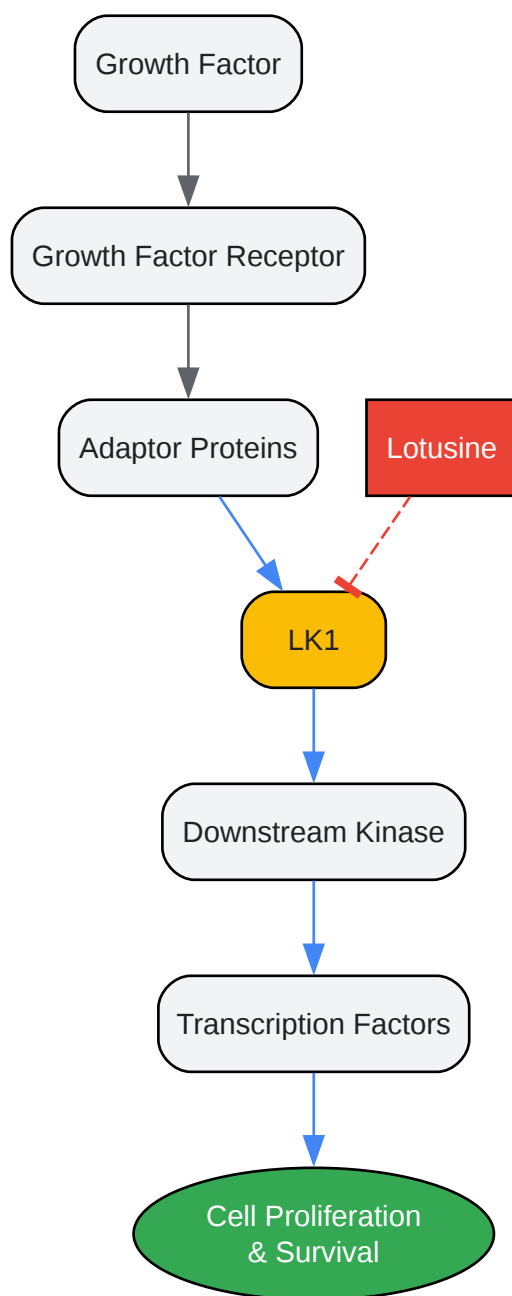 Growth Factor
Growth Factor Receptor
Adaptor Proteins
Lotusine
LK1
Downstream Kinase
Transcription Factors
Cell Proliferation
& Survival